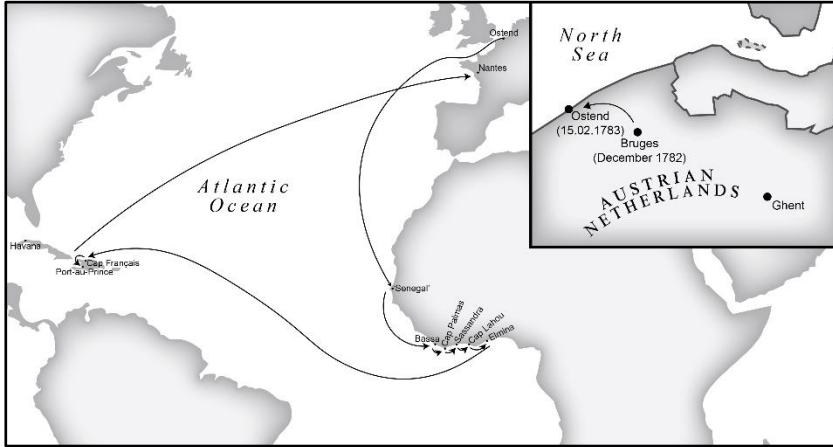 Ostend
Nantes
Atlantic
Ocean
Havana
Cap Français
Port-au-Prince
'Senegal'
Bassa
Cap Palmas
Sassandra
Cap Lahou
Elmina
North
Sea
Ostend
(15.02.1783)
Bruges
(December 1782)
AUSTRIAN
NETHERLANDS
Ghent